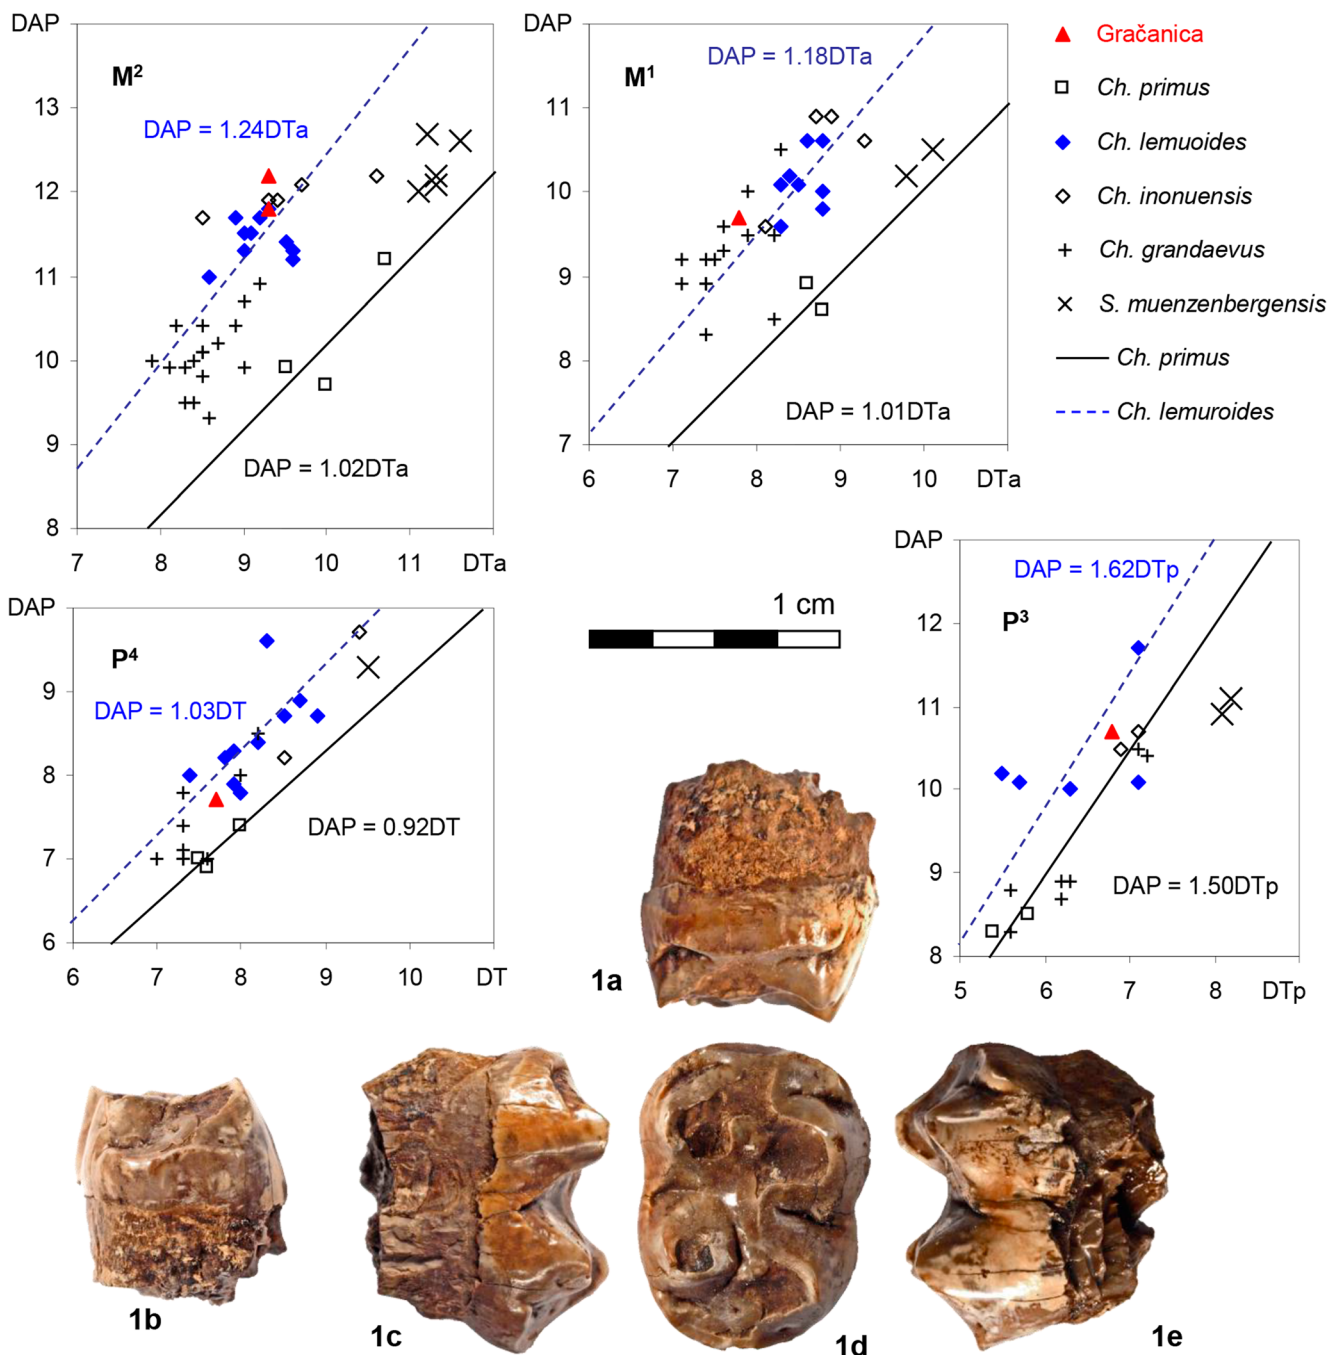 DAP
14
M²
DAP = 1.24DTa
13
12
11
10
9
8
DAP = 1.02DTa
7 8 9 10 11 DTa
DAP
12
M¹
DAP = 1.18DTa
11
10
9
8
7
DAP = 1.01DTa
6 7 8 9 10 DTa
Gračanica
Ch. primus
Ch. lemuoides
Ch. inonuensis
Ch. grandaevus
S. muenzenbergensis
Ch. primus
Ch. lemuroides
DAP
P⁴
9
DAP = 1.03DT
8
DAP = 0.92DT
7
6
6 7 8 9 10 DT
1 cm
DAP
DAP = 1.62DTp
12
P³
11
10
9
DAP = 1.50DTp
8
5 6 7 8 DTp
1a
1b
1c
1d
1e